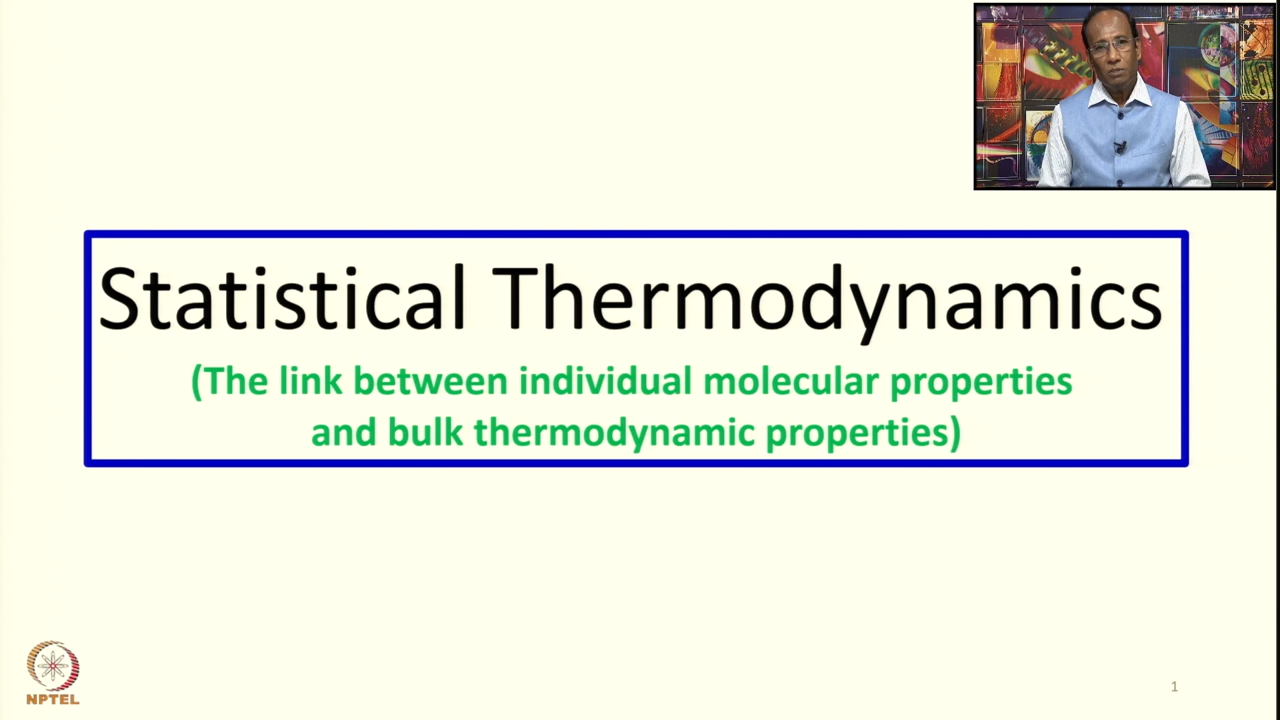 Statistical Thermodynamics
(The link between individual molecular properties
and bulk thermodynamic properties)
NPTEL
1